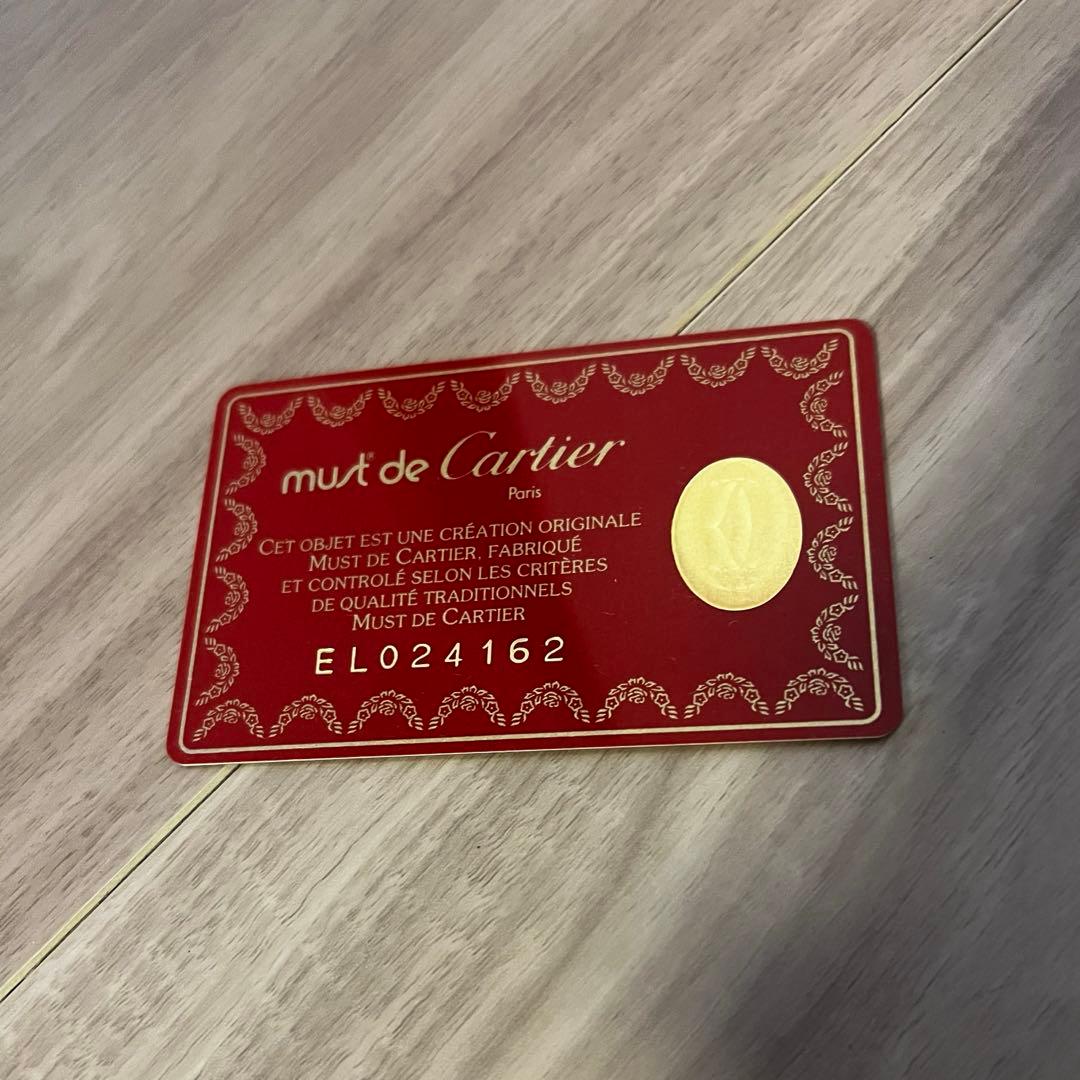 must® de Cartier
Paris
CET OBJET EST UNE CRÉATION ORIGINALE
MUST DE CARTIER, FABRIQUÉ
ET CONTROLÉ SELON LES CRITÈRES
DE QUALITÉ TRADITIONNELS
MUST DE CARTIER
EL024162